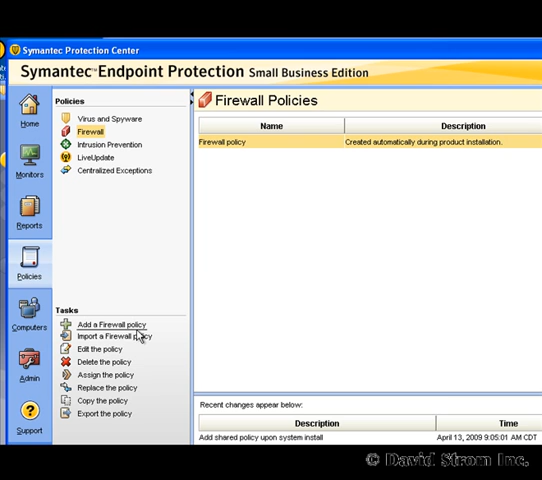 Symantec Protection Center
Symantec™ Endpoint Protection Small Business Edition
Home
Monitors
Reports
Policies
Computers
Admin
Support
Policies
Virus and Spyware
Firewall
Intrusion Prevention
LiveUpdate
Centralized Exceptions
Tasks
Add a Firewall policy
Import a Firewall policy
Edit the policy
Delete the policy
Assign the policy
Replace the policy
Copy the policy
Export the policy
Firewall Policies
Name Description
Firewall policy Created automatically during product installation.
Recent changes appear below:
Description Time
Add shared policy upon system install April 13, 2009 9:05:01 AM CDT
© David Strom Inc.